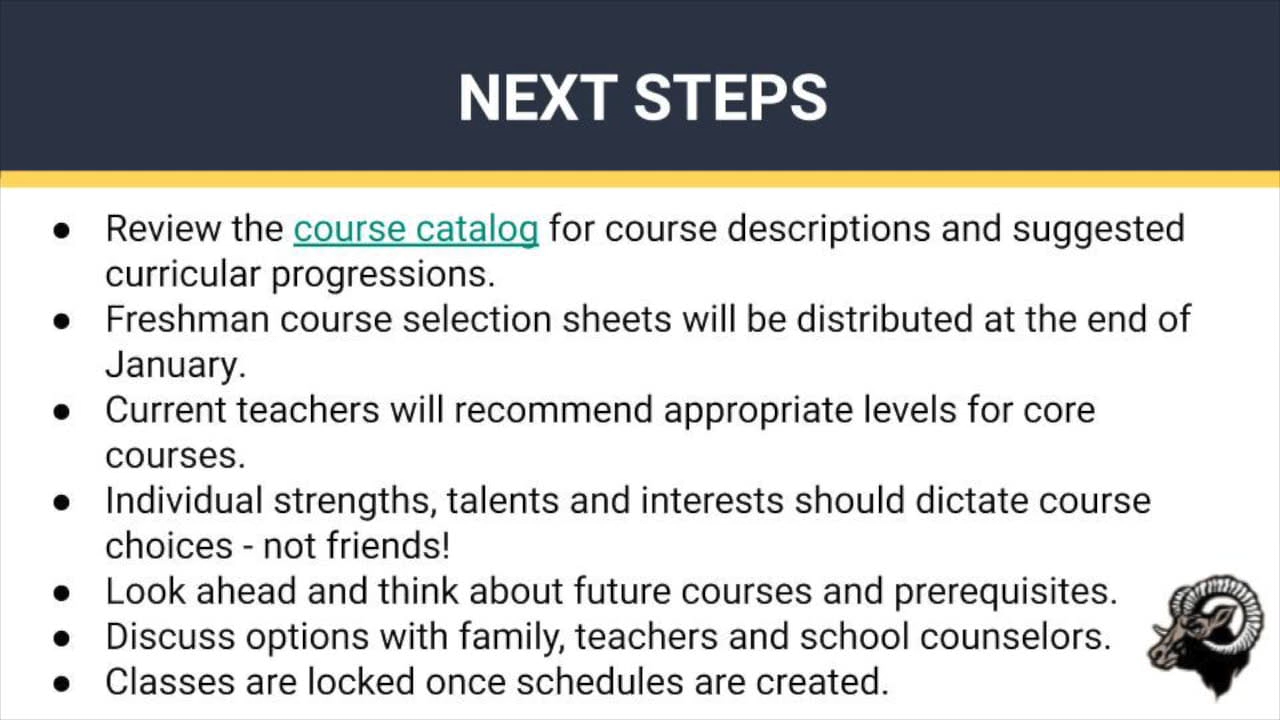 NEXT STEPS
● Review the course catalog for course descriptions and suggested
curricular progressions.
● Freshman course selection sheets will be distributed at the end of
January.
● Current teachers will recommend appropriate levels for core
courses.
● Individual strengths, talents and interests should dictate course
choices - not friends!
● Look ahead and think about future courses and prerequisites.
● Discuss options with family, teachers and school counselors.
● Classes are locked once schedules are created.